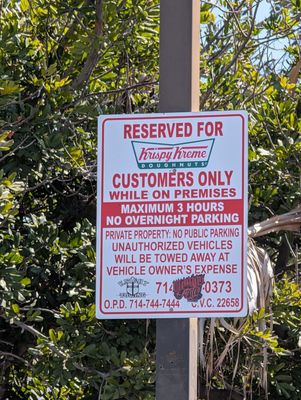 RESERVED FOR
Krispy Kreme
DOUGHNUTS
CUSTOMERS ONLY
WHILE ON PREMISES
MAXIMUM 3 HOURS
NO OVERNIGHT PARKING
PRIVATE PROPERTY: NO PUBLIC PARKING
UNAUTHORIZED VEHICLES
WILL BE TOWED AWAY AT
VEHICLE OWNER'S EXPENSE
714 0373
O.P.D. 714-744-7444 C.V.C. 22658